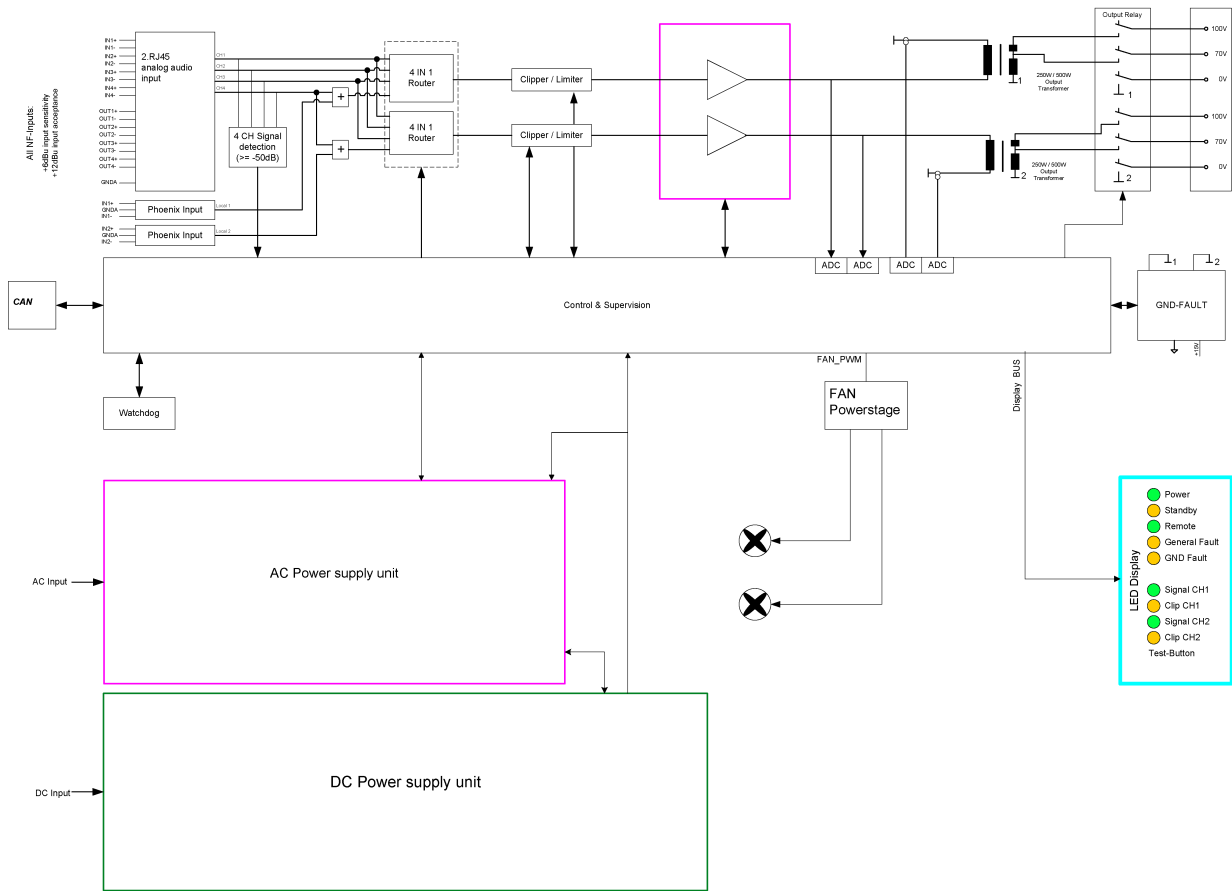 IN1+
IN1-
IN2+
IN2-
IN3+
IN3-
IN4+
IN4-
OUT1+
OUT1-
OUT2+
OUT2-
OUT3+
OUT3-
OUT4+
OUT4-
GNDA
2.RJ45
analog audio
input
CH1
CH2
CH3
CH4
All NF-Inputs:
+6dBu input sensitivity
+12dBu input acceptance
4 CH Signal
detection
(>= -50dB)
IN1+
GNDA
IN1-
Phoenix Input
Local 1
IN2+
GNDA
IN2-
Phoenix Input
Local 2
+
+
4 IN 1
Router
4 IN 1
Router
Clipper / Limiter
Clipper / Limiter
1
250W / 500W
Output
Transformer
2
250W / 500W
Output
Transformer
Output Relay
1
2
100V
70V
0V
100V
70V
0V
ADC
ADC
ADC
ADC
CAN
Control & Supervision
1
2
GND-FAULT
+15V
Watchdog
FAN_PWM
FAN
Powerstage
Display BUS
AC Input
AC Power supply unit
DC Input
DC Power supply unit
LED Display
Power
Standby
Remote
General Fault
GND Fault
Signal CH1
Clip CH1
Signal CH2
Clip CH2
Test-Button